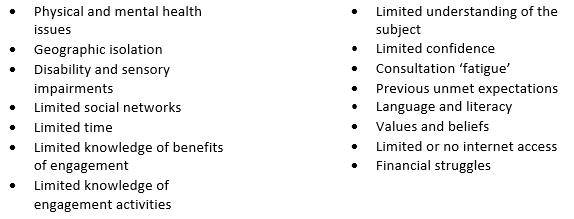 • Physical and mental health
issues
• Geographic isolation
• Disability and sensory
impairments
• Limited social networks
• Limited time
• Limited knowledge of benefits
of engagement
• Limited knowledge of
engagement activities
• Limited understanding of the
subject
• Limited confidence
• Consultation ‘fatigue’
• Previous unmet expectations
• Language and literacy
• Values and beliefs
• Limited or no internet access
• Financial struggles